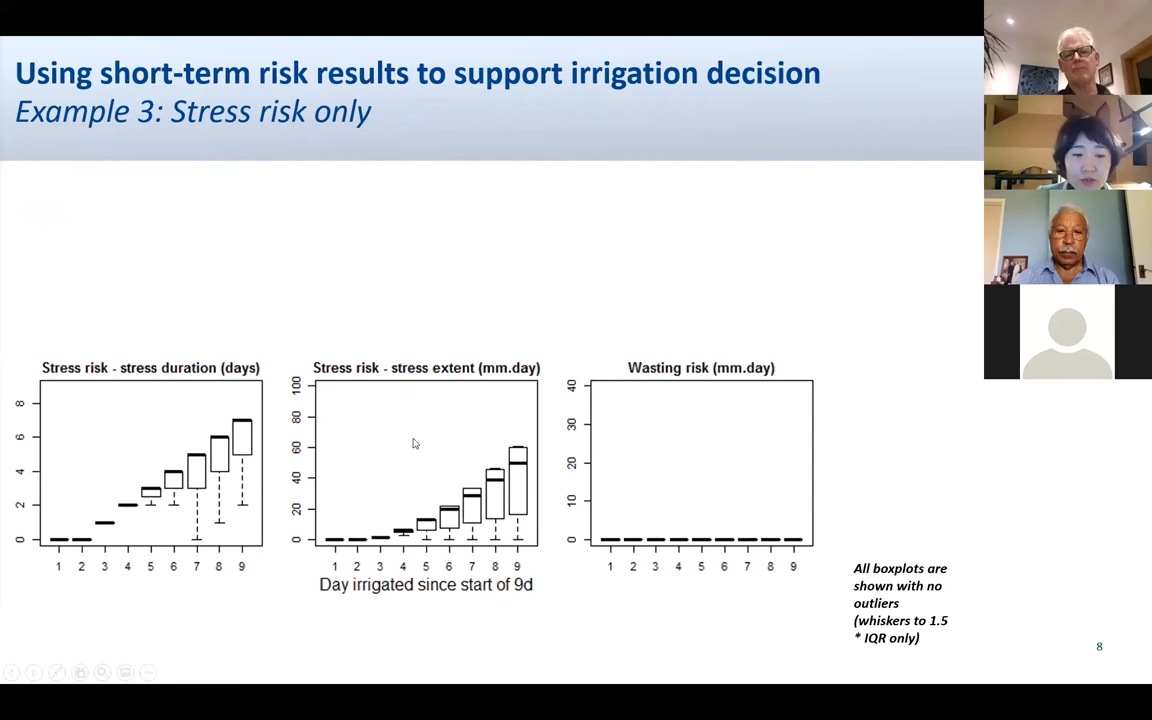 Using short-term risk results to support irrigation decision
Example 3: Stress risk only
Stress risk - stress duration (days)
0 2 4 6 8
1 2 3 4 5 6 7 8 9
Stress risk - stress extent (mm.day)
0 20 40 60 80 100
1 2 3 4 5 6 7 8 9
Day irrigated since start of 9d
Wasting risk (mm.day)
0 10 20 30 40
1 2 3 4 5 6 7 8 9
All boxplots are
shown with no
outliers
(whiskers to 1.5
* IQR only)
8